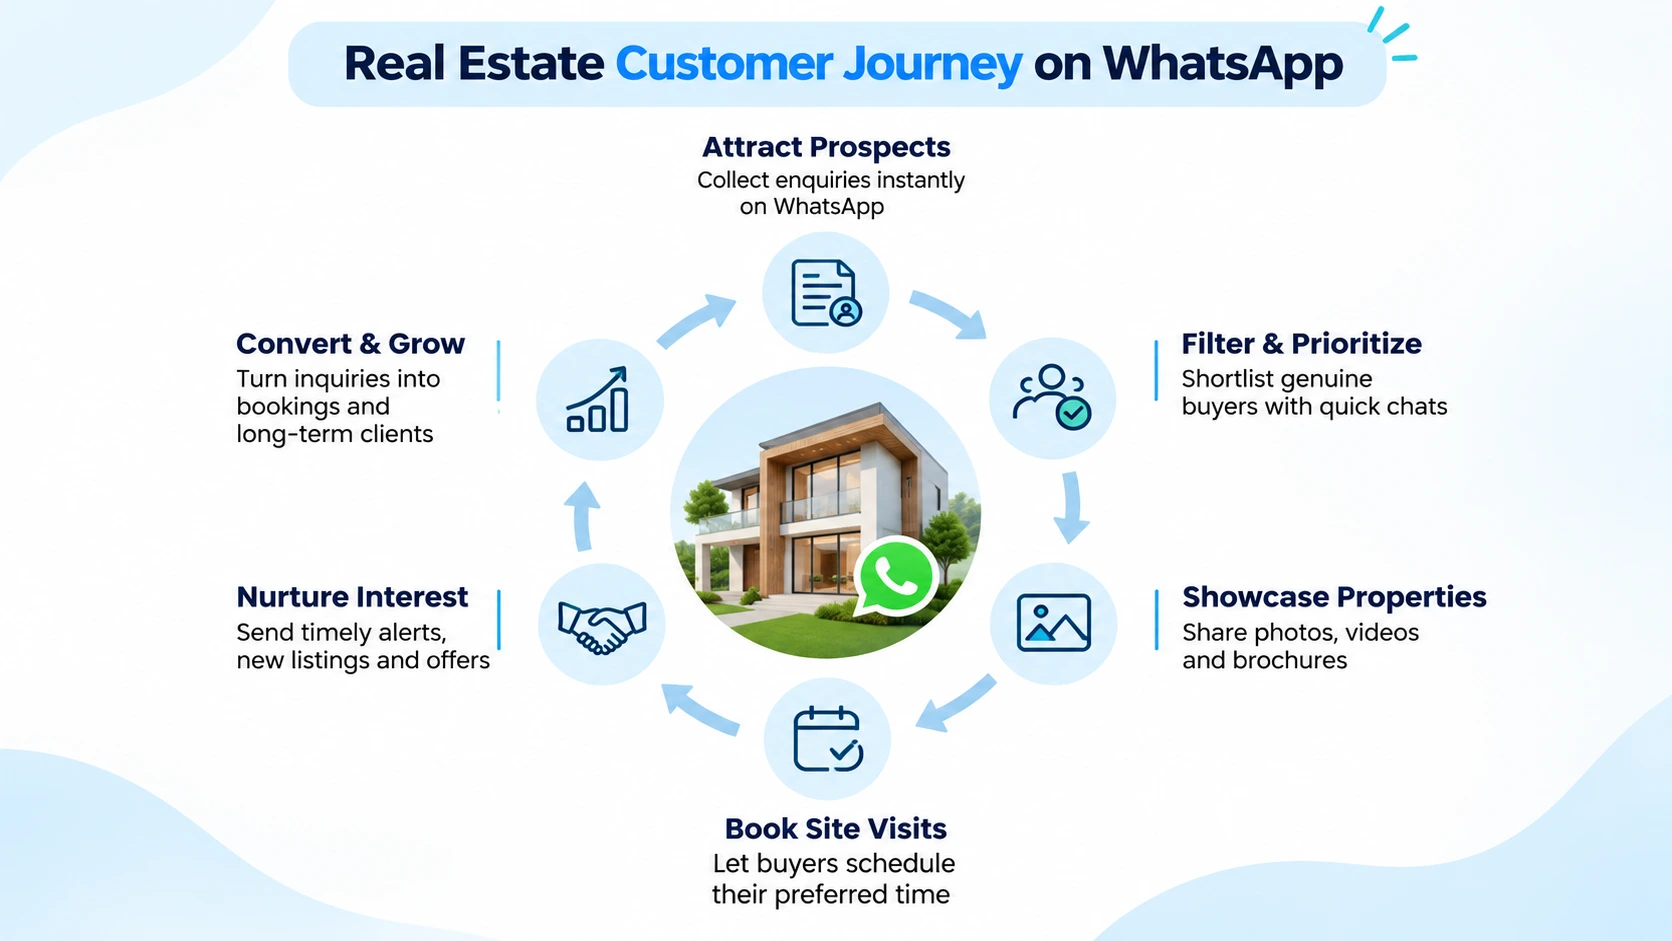 Real Estate Customer Journey on WhatsApp
Attract Prospects
Collect enquiries instantly
on WhatsApp
Filter & Prioritize
Shortlist genuine
buyers with quick chats
Showcase Properties
Share photos, videos
and brochures
Book Site Visits
Let buyers schedule
their preferred time
Nurture Interest
Send timely alerts,
new listings and offers
Convert & Grow
Turn inquiries into
bookings and
long-term clients